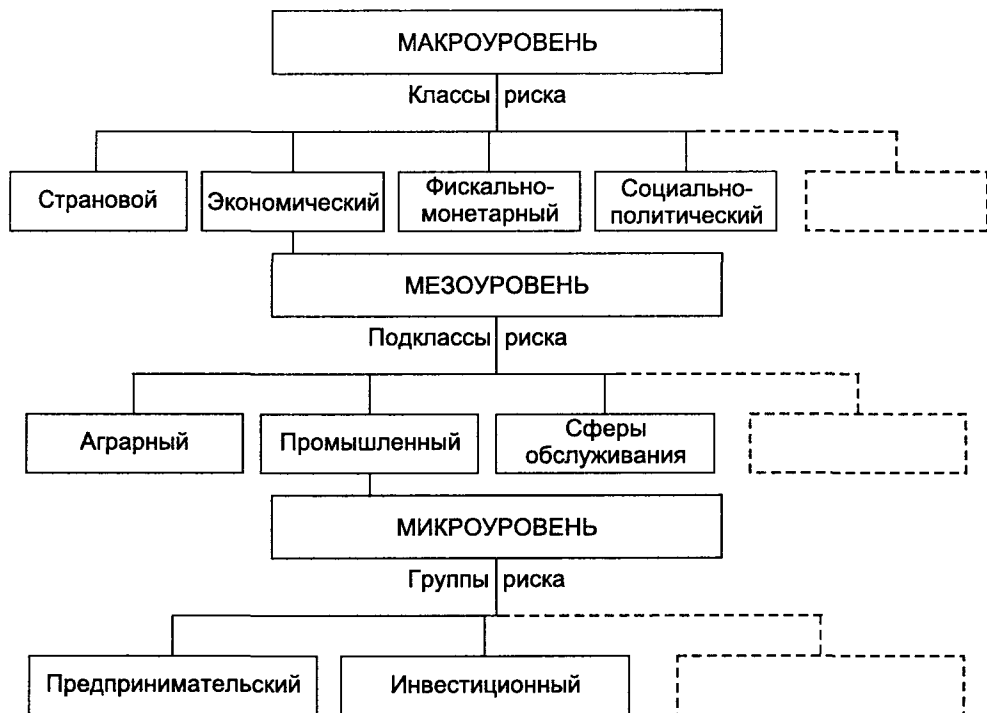 МАКРОУРОВЕНЬ
Классы риска
Страновой
Экономический
Фискально-
монетарный
Социально-
политический
МЕЗОУРОВЕНЬ
Подклассы риска
Аграрный
Промышленный
Сферы
обслуживания
МИКРОУРОВЕНЬ
Группы риска
Предпринимательский
Инвестиционный